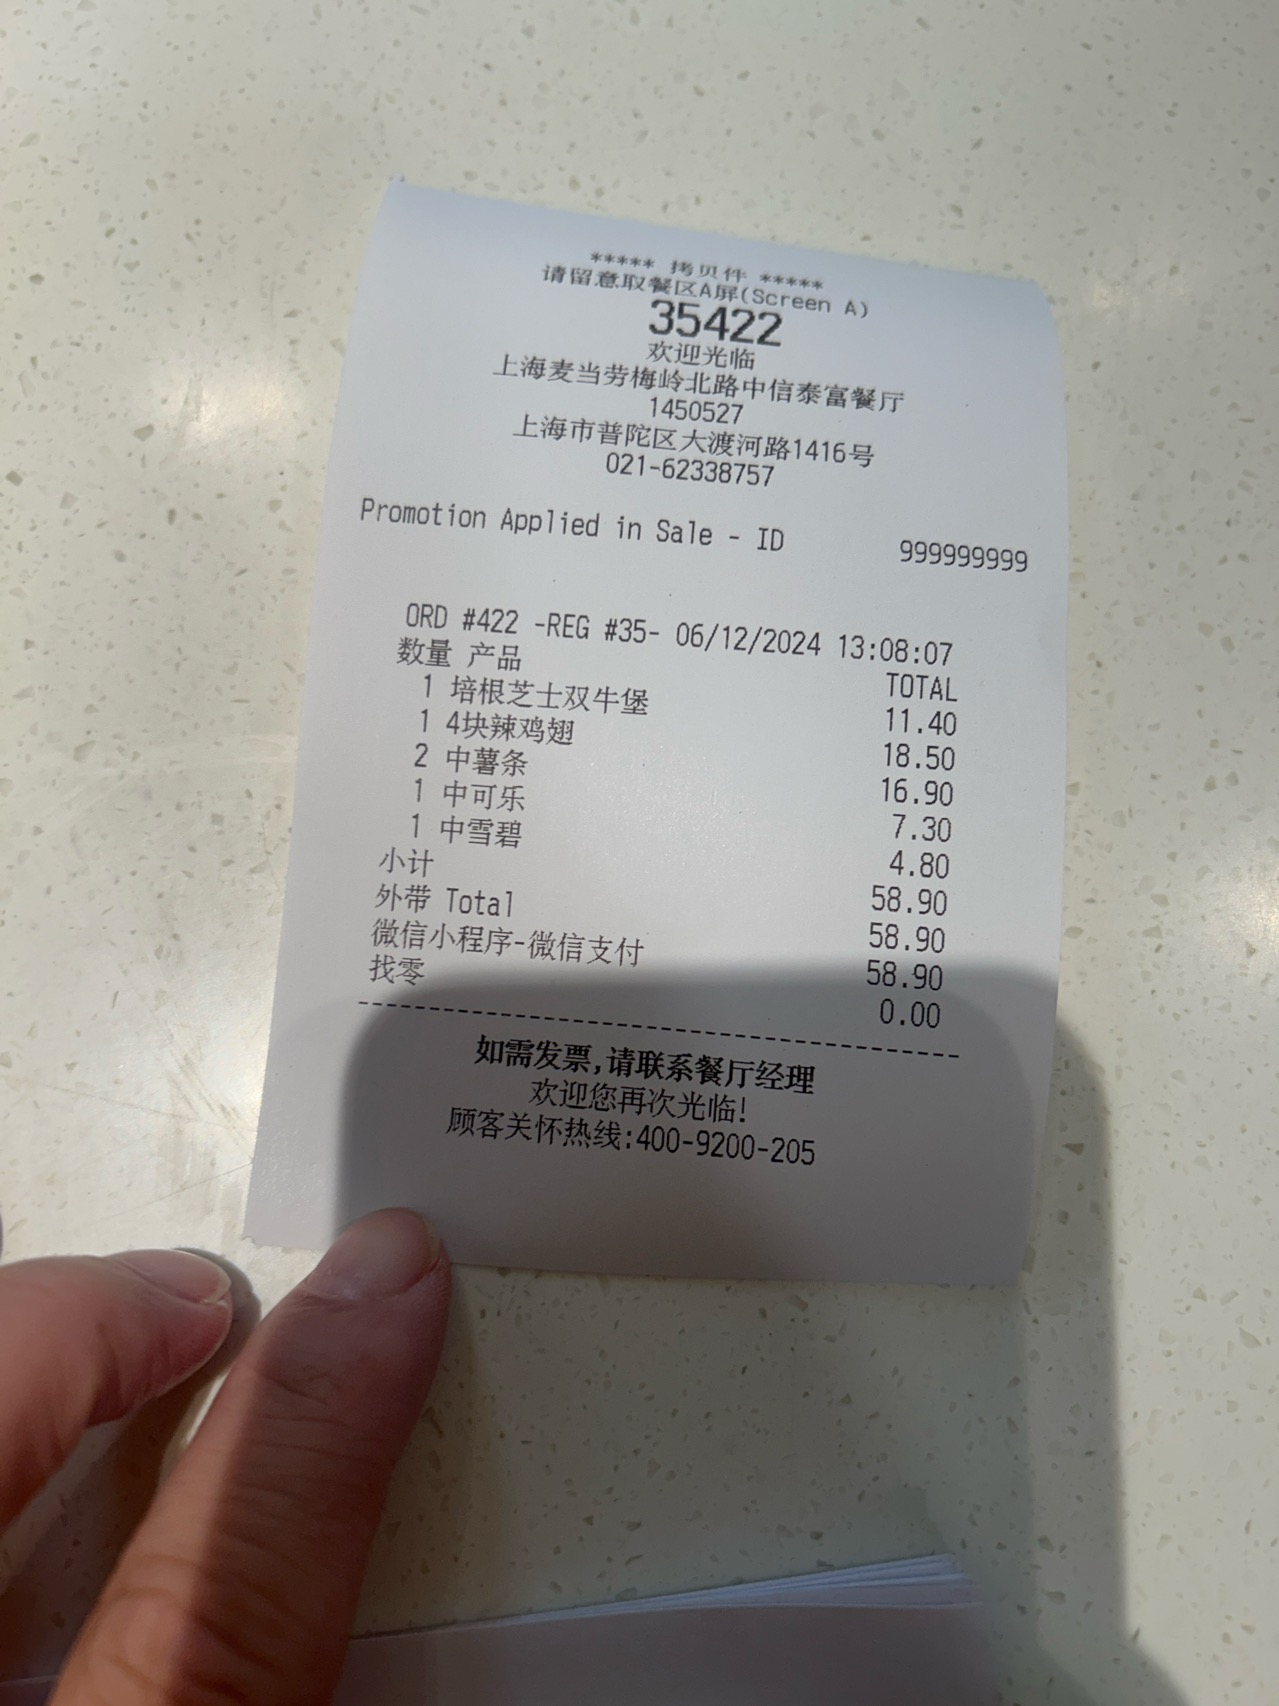 ***** 拷贝件 *****
请留意取餐区A屏(Screen A)
35422
欢迎光临
上海麦当劳梅岭北路中信泰富餐厅
1450527
上海市普陀区大渡河路1416号
021-62338757
Promotion Applied in Sale - ID 999999999
ORD #422 -REG #35- 06/12/2024 13:08:07
数量 产品 TOTAL
1 培根芝士双牛堡 11.40
1 4块辣鸡翅 18.50
2 中薯条 16.90
1 中可乐 7.30
1 中雪碧 4.80
小计 58.90
外带 Total 58.90
微信小程序-微信支付 58.90
找零 0.00
--------------------------------------
如需发票,请联系餐厅经理
欢迎您再次光临!
顾客关怀热线:400-9200-205